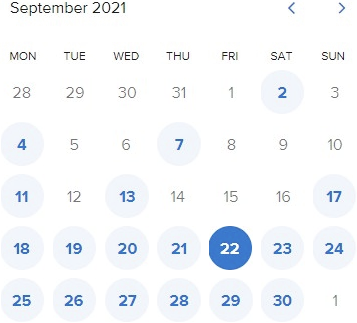 September 2021
MON TUE WED THU FRI SAT SUN
28 29 30 31 1 2 3
4 5 6 7 8 9 10
11 12 13 14 15 16 17
18 19 20 21 22 23 24
25 26 27 28 29 30 1